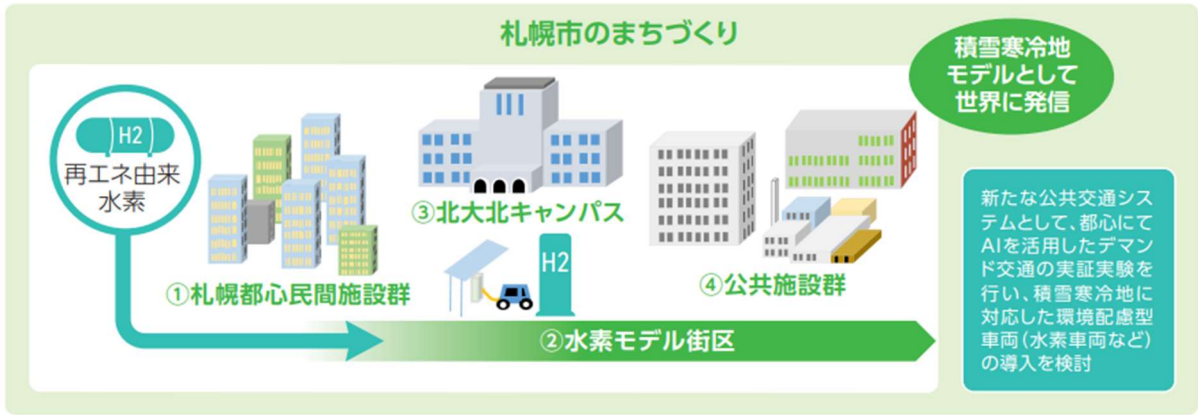 札幌市のまちづくり
積雪寒冷地
モデルとして
世界に発信
H2
再エネ由来
水素
①札幌都心民間施設群
③北大北キャンパス
H2
④公共施設群
②水素モデル街区
新たな公共交通シス
テムとして、都心にて
AIを活用したデマン
ド交通の実証実験を
行い、積雪寒冷地に
対応した環境配慮型
車両(水素車両など)
の導入を検討